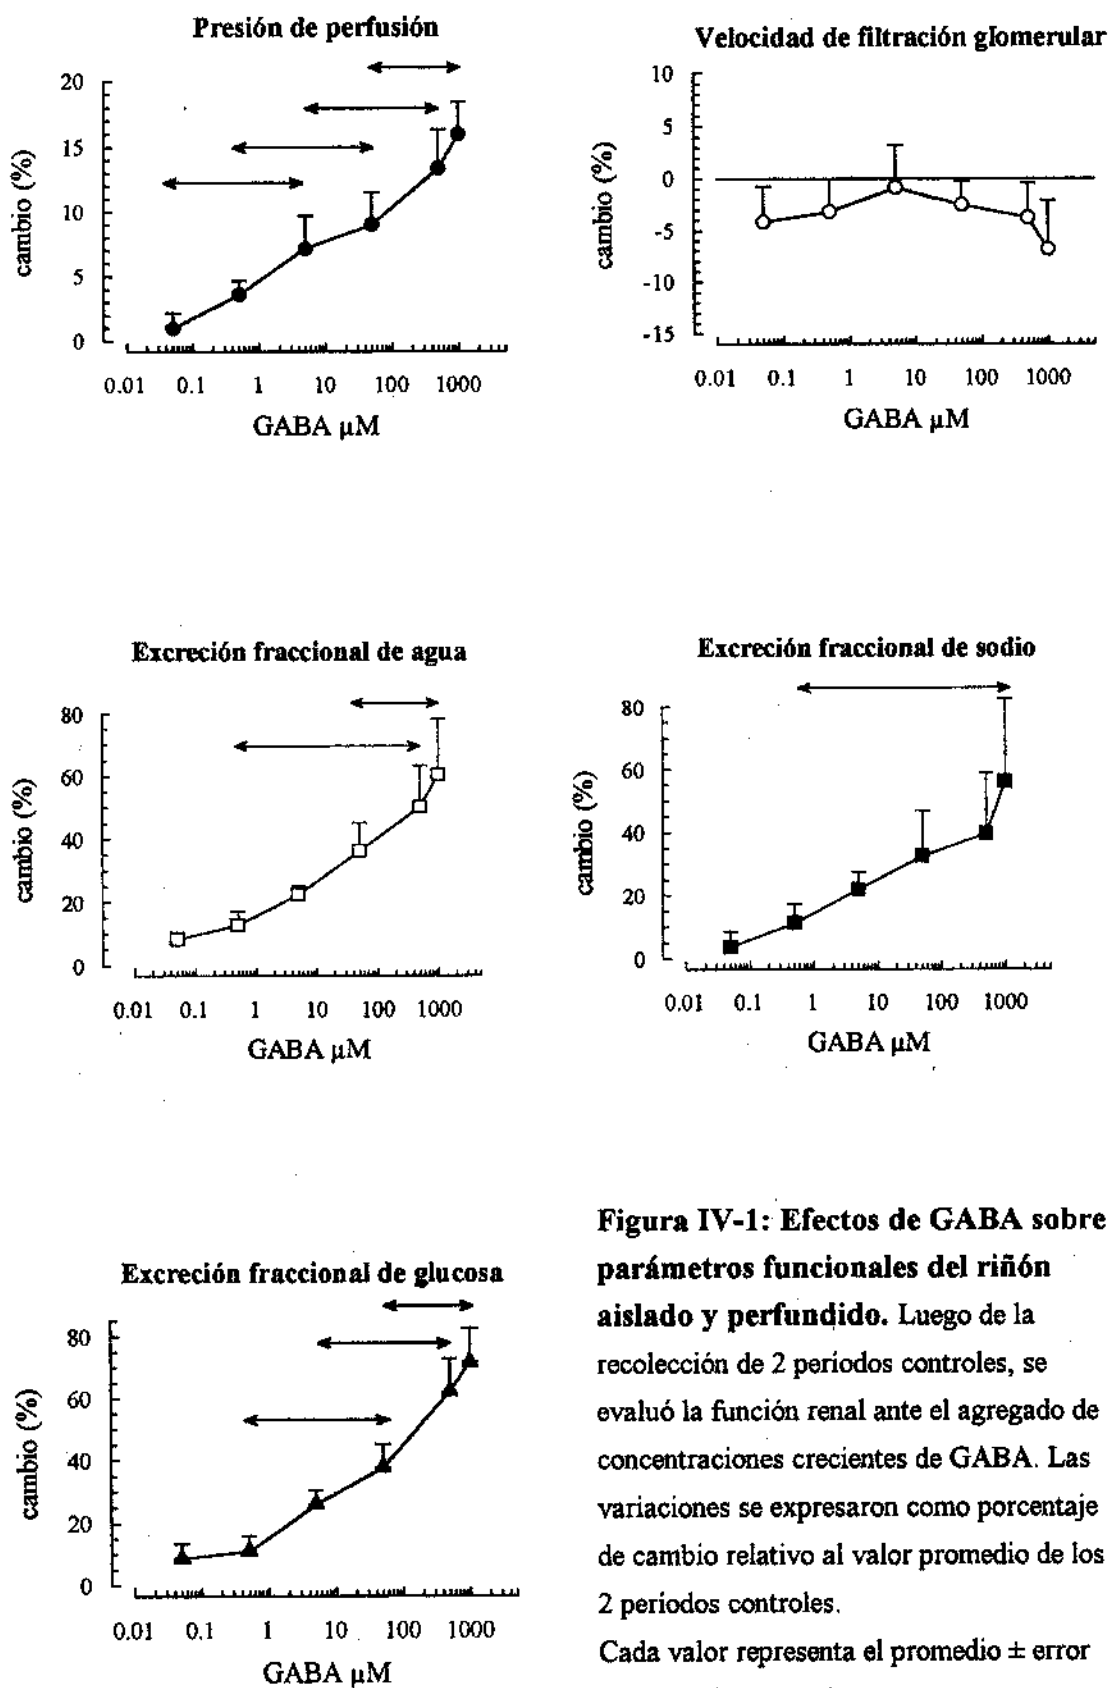 Presión de perfusión
20
15
10
5
0
cambio (%)
0.01 0.1 1 10 100 1000
GABA µM
Velocidad de filtración glomerular
10
5
0
-5
-10
-15
cambio (%)
0.01 0.1 1 10 100 1000
GABA µM
Excreción fraccional de agua
80
60
40
20
0
cambio (%)
0.01 0.1 1 10 100 1000
GABA µM
Excreción fraccional de sodio
80
60
40
20
0
cambio (%)
0.01 0.1 1 10 100 1000
GABA µM
Excreción fraccional de glucosa
80
60
40
20
0
cambio (%)
0.01 0.1 1 10 100 1000
GABA µM
Figura IV-1: Efectos de GABA sobre
parámetros funcionales del riñón
aislado y perfundido. Luego de la
recolección de 2 períodos controles, se
evaluó la función renal ante el agregado de
concentraciones crecientes de GABA. Las
variaciones se expresaron como porcentaje
de cambio relativo al valor promedio de los
2 períodos controles.
Cada valor representa el promedio ± error